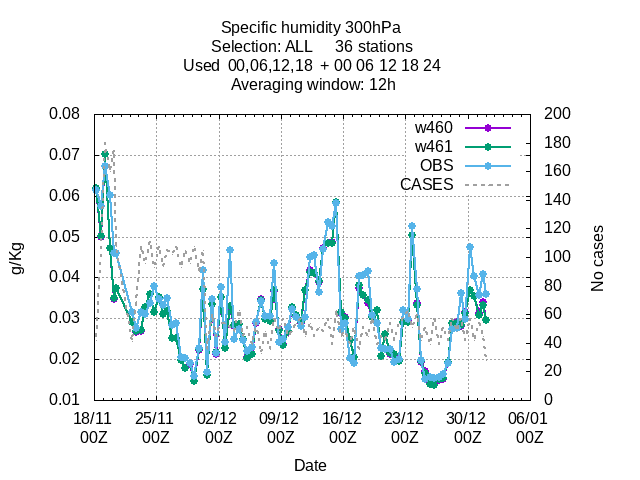 Specific humidity 300hPa
Selection: ALL 36 stations
Used 00,06,12,18 + 00 06 12 18 24
Averaging window: 12h
0.08
0.07
0.06
0.05
0.04
0.03
0.02
0.01
200
180
160
140
120
100
80
60
40
20
0
w460
w461
OBS
CASES
g/Kg
No cases
18/11 25/11 02/12 09/12 16/12 23/12 30/12 06/01
00Z 00Z 00Z 00Z 00Z 00Z 00Z 00Z
Date